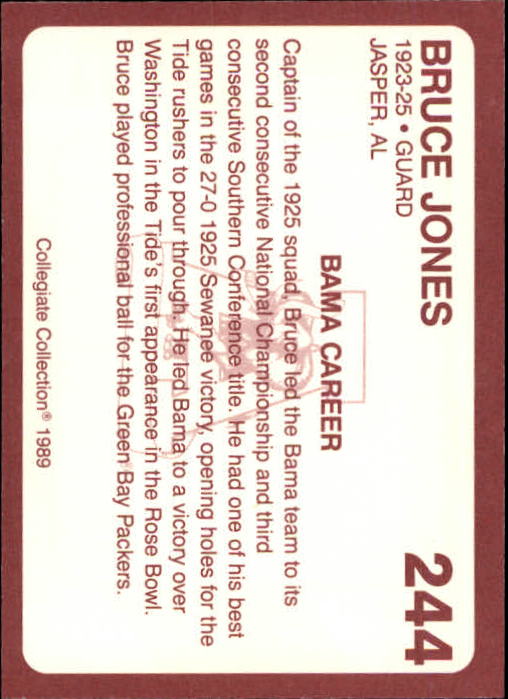 BRUCE JONES 244
1923-25 • GUARD
JASPER, AL
BAMA CAREER
Captain of the 1925 squad, Bruce led the Bama team to its
second consecutive National Championship and third
consecutive Southern Conference title. He had one of his best
games in the 27-0 1925 Sewanee victory, opening holes for the
Tide rushers to pour through. He led Bama to a victory over
Washington in the Tide's first appearance in the Rose Bowl.
Bruce played professional ball for the Green Bay Packers.
Collegiate Collection® 1989